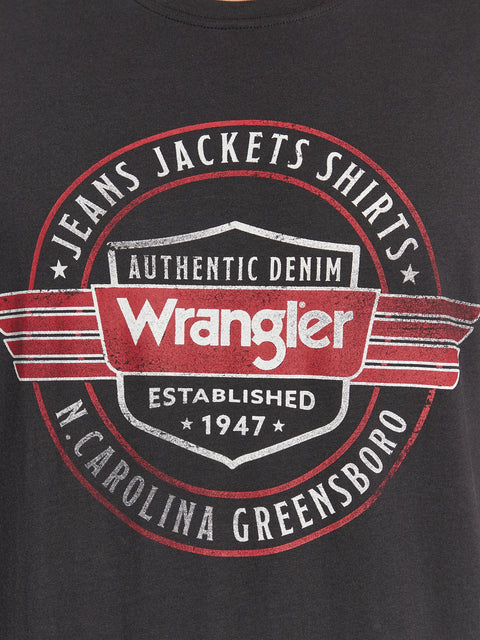 JEANS JACKETS SHIRTS
AUTHENTIC DENIM
Wrangler
ESTABLISHED
1947
N. CAROLINA GREENSBORO